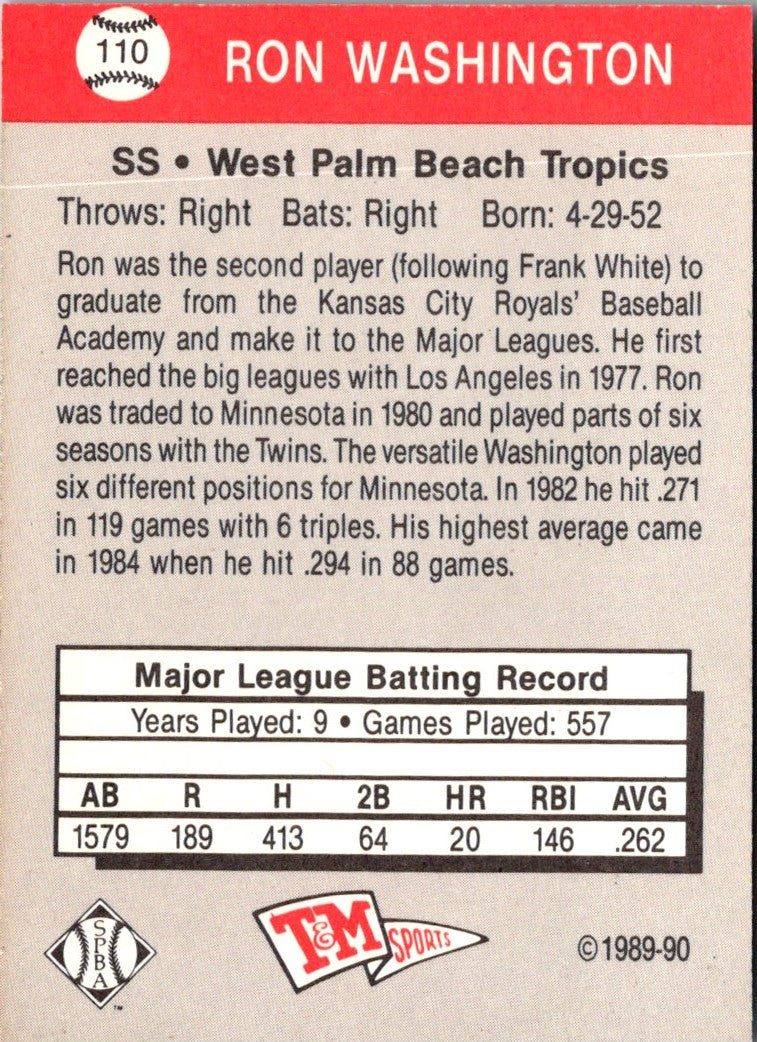 110
RON WASHINGTON
SS • West Palm Beach Tropics
Throws: Right Bats: Right Born: 4-29-52
Ron was the second player (following Frank White) to
graduate from the Kansas City Royals' Baseball
Academy and make it to the Major Leagues. He first
reached the big leagues with Los Angeles in 1977. Ron
was traded to Minnesota in 1980 and played parts of six
seasons with the Twins. The versatile Washington played
six different positions for Minnesota. In 1982 he hit .271
in 119 games with 6 triples. His highest average came
in 1984 when he hit .294 in 88 games.
Major League Batting Record
Years Played: 9 • Games Played: 557
AB R H 2B HR RBI AVG
1579 189 413 64 20 146 .262
SPBA
™
T&M
SPORTS
© 1989-90